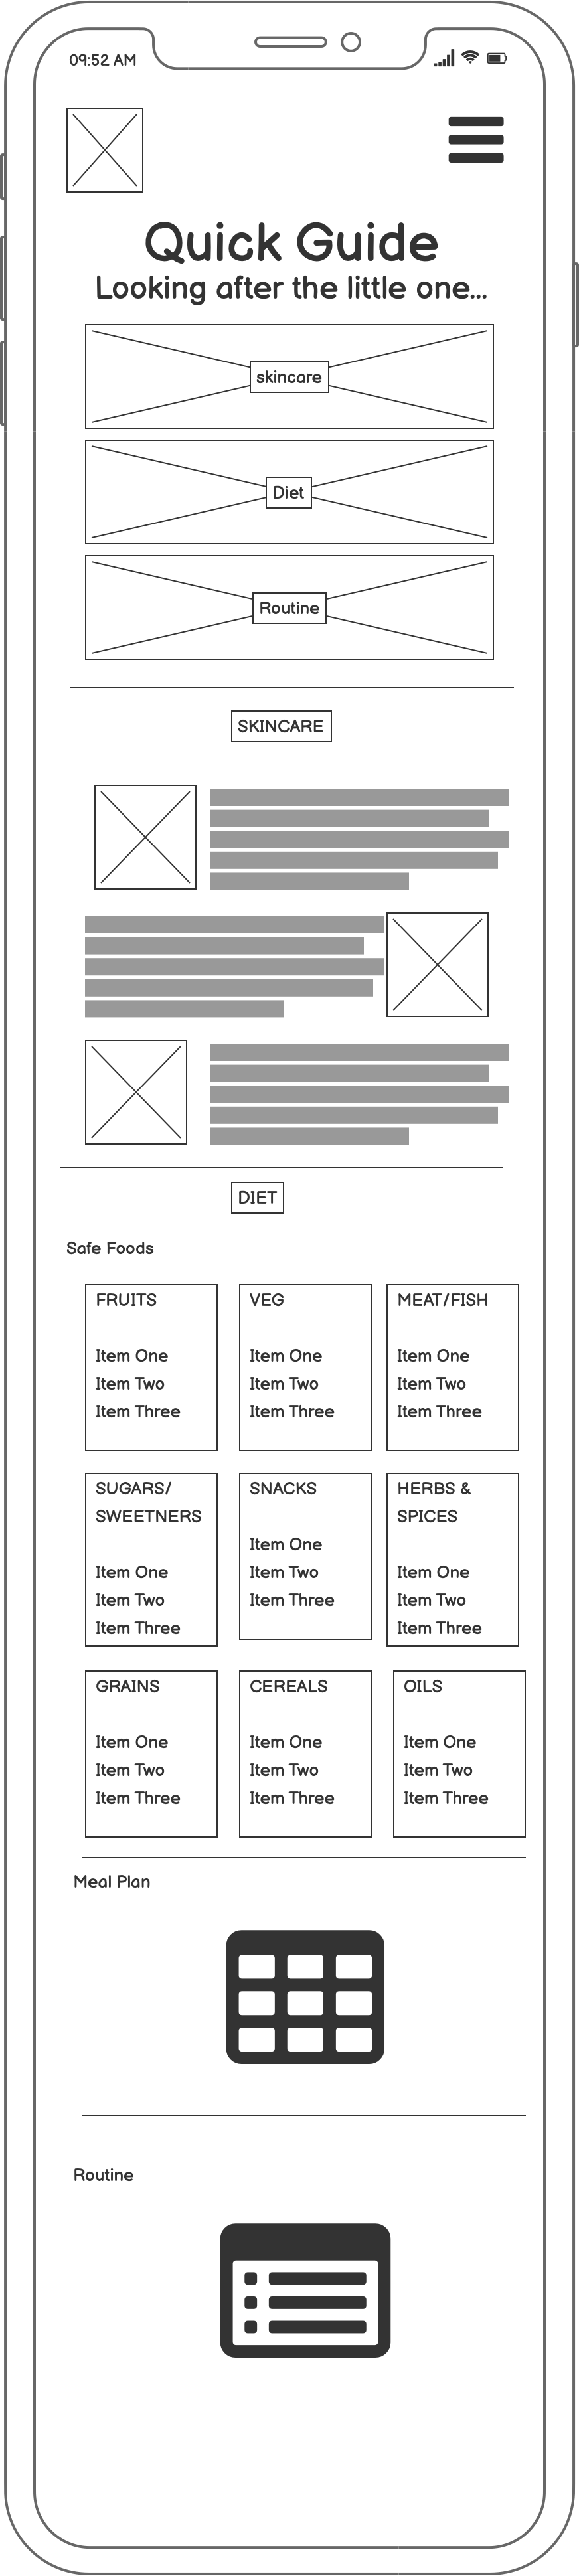 09:52 AM
Quick Guide
Looking after the little one...
skincare
Diet
Routine
SKINCARE
DIET
Safe Foods
FRUITS
Item One
Item Two
Item Three
VEG
Item One
Item Two
Item Three
MEAT/FISH
Item One
Item Two
Item Three
SUGARS/
SWEETNERS
Item One
Item Two
Item Three
SNACKS
Item One
Item Two
Item Three
HERBS &
SPICES
Item One
Item Two
Item Three
GRAINS
Item One
Item Two
Item Three
CEREALS
Item One
Item Two
Item Three
OILS
Item One
Item Two
Item Three
Meal Plan
Routine